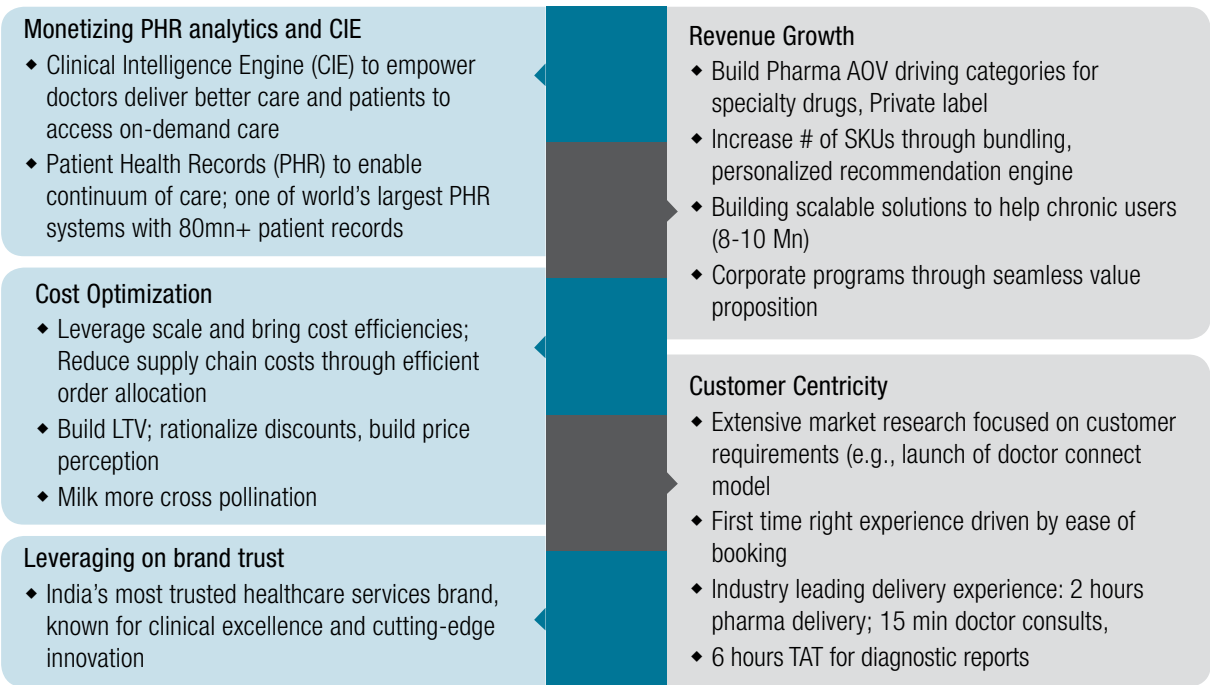 Monetizing PHR analytics and CIE
◆ Clinical Intelligence Engine (CIE) to empower
doctors deliver better care and patients to
access on-demand care
◆ Patient Health Records (PHR) to enable
continuum of care; one of world’s largest PHR
systems with 80mn+ patient records
Cost Optimization
◆ Leverage scale and bring cost efficiencies;
Reduce supply chain costs through efficient
order allocation
◆ Build LTV; rationalize discounts, build price
perception
◆ Milk more cross pollination
Leveraging on brand trust
◆ India’s most trusted healthcare services brand,
known for clinical excellence and cutting-edge
innovation
Revenue Growth
◆ Build Pharma AOV driving categories for
specialty drugs, Private label
◆ Increase # of SKUs through bundling,
personalized recommendation engine
◆ Building scalable solutions to help chronic users
(8-10 Mn)
◆ Corporate programs through seamless value
proposition
Customer Centricity
◆ Extensive market research focused on customer
requirements (e.g., launch of doctor connect
model
◆ First time right experience driven by ease of
booking
◆ Industry leading delivery experience: 2 hours
pharma delivery; 15 min doctor consults,
◆ 6 hours TAT for diagnostic reports